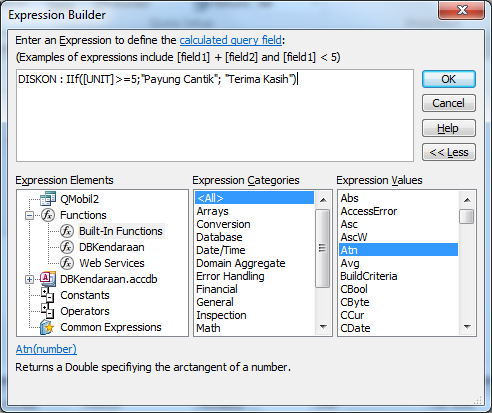 Expression Builder
Enter an Expression to define the calculated query field:
(Examples of expressions include [field1] + [field2] and [field1] < 5)
DISKON : IIf([UNIT]>=5;"Payung Cantik"; "Terima Kasih")
OK
Cancel
Help
<< Less
Expression Elements
QMobil2
Functions
Built-In Functions
DBKendaraan
Web Services
DBKendaraan.accdb
Constants
Operators
Common Expressions
Expression Categories
<All>
Arrays
Conversion
Database
Date/Time
Domain Aggregate
Error Handling
Financial
General
Inspection
Math
Expression Values
Abs
AccessError
Asc
AscW
Atn
Avg
BuildCriteria
CBool
CByte
CCur
CDate
Atn(number)
Returns a Double specifiying the arctangent of a number.